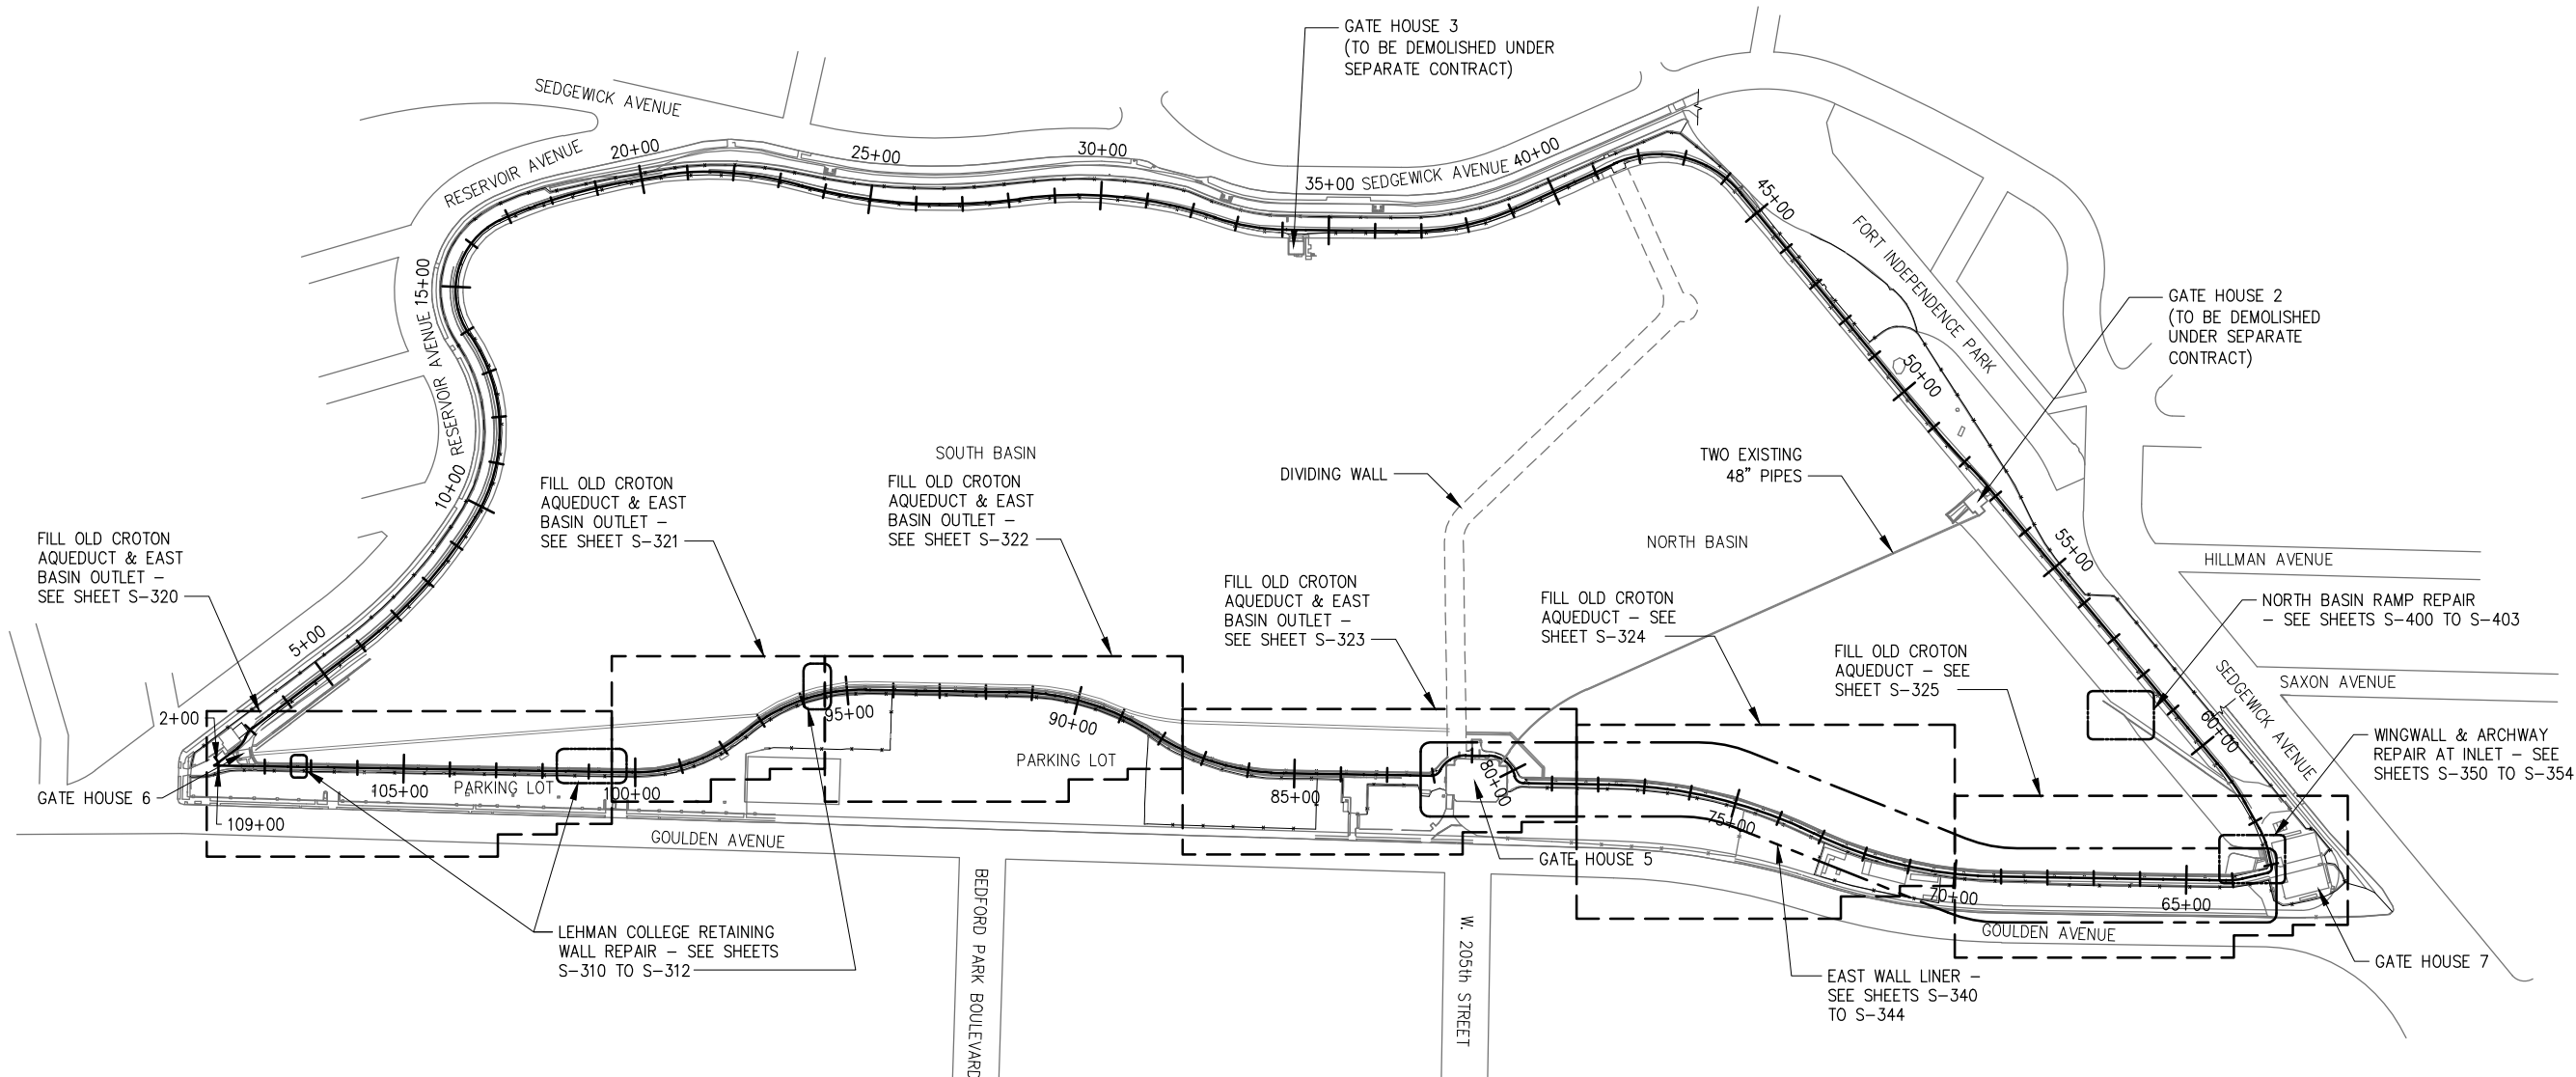 GATE HOUSE 3
(TO BE DEMOLISHED UNDER
SEPARATE CONTRACT)
SEDGEWICK AVENUE
RESERVOIR AVENUE
20+00
25+00
30+00
35+00
SEDGEWICK AVENUE
40+00
45+00
FORT INDEPENDENCE PARK
GATE HOUSE 2
(TO BE DEMOLISHED
UNDER SEPARATE
CONTRACT)
15+00
RESERVOIR AVENUE
10+00
RESERVOIR AVENUE
50+00
SOUTH BASIN
FILL OLD CROTON
AQUEDUCT & EAST
BASIN OUTLET –
SEE SHEET S–321
FILL OLD CROTON
AQUEDUCT & EAST
BASIN OUTLET –
SEE SHEET S–322
DIVIDING WALL
TWO EXISTING
48" PIPES
NORTH BASIN
55+00
HILLMAN AVENUE
FILL OLD CROTON
AQUEDUCT & EAST
BASIN OUTLET –
SEE SHEET S–320
FILL OLD CROTON
AQUEDUCT & EAST
BASIN OUTLET –
SEE SHEET S–323
FILL OLD CROTON
AQUEDUCT – SEE
SHEET S–324
FILL OLD CROTON
AQUEDUCT – SEE
SHEET S–325
NORTH BASIN RAMP REPAIR
– SEE SHEETS S–400 TO S–403
SAXON AVENUE
SEDGEWICK AVENUE
60+00
5+00
2+00
95+00
90+00
PARKING LOT
WINGWALL & ARCHWAY
REPAIR AT INLET – SEE
SHEETS S–350 TO S–354
GATE HOUSE 6
109+00
105+00
PARKING LOT
100+00
85+00
80+00
75+00
70+00
65+00
GOULDEN AVENUE
GATE HOUSE 5
GOULDEN AVENUE
GATE HOUSE 7
LEHMAN COLLEGE RETAINING
WALL REPAIR – SEE SHEETS
S–310 TO S–312
BEDFORD PARK BOULEVARD
W. 205th STREET
EAST WALL LINER –
SEE SHEETS S–340
TO S–344